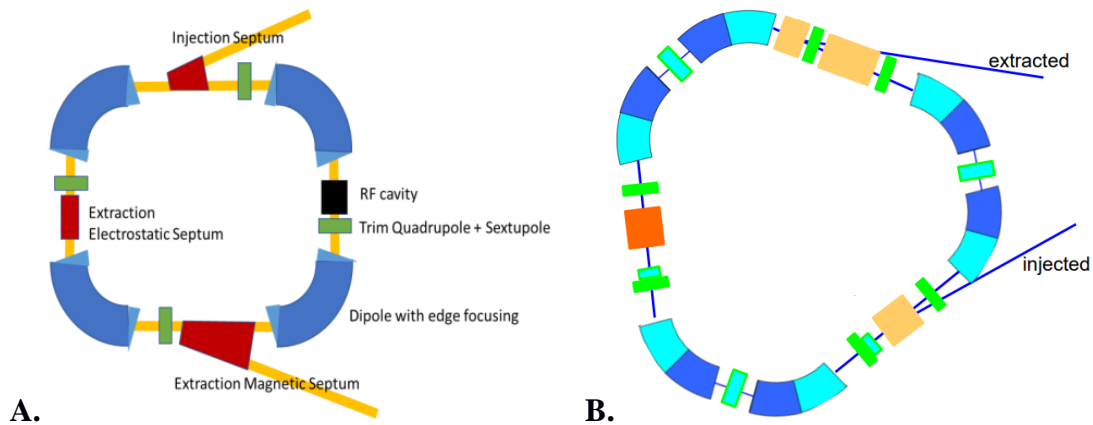 Injection Septum
extracted
RF cavity
Extraction
Electrostatic Septum
Trim Quadrupole + Sextupole
injected
Dipole with edge focusing
Extraction Magnetic Septum
A.
B.